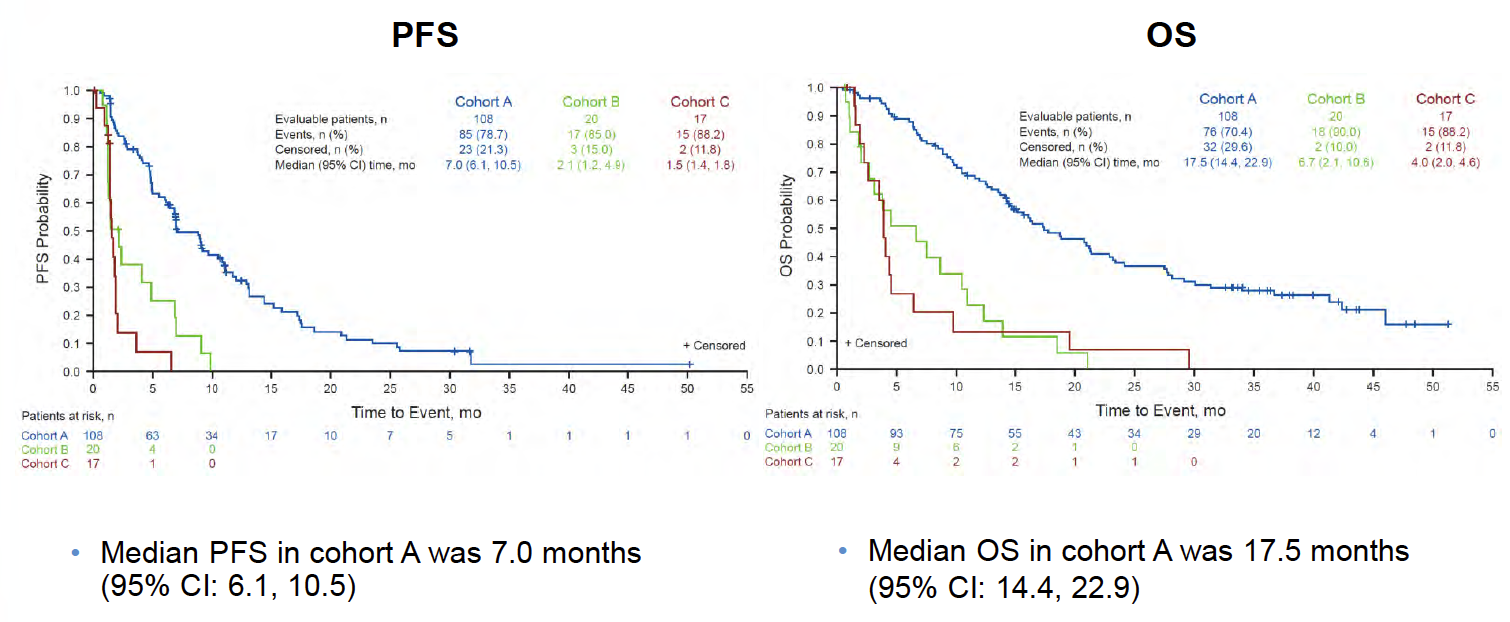 PFS
Cohort A Cohort B Cohort C
Evaluable patients, n 108 20 17
Events, n (%) 85 (78.7) 17 (85.0) 15 (88.2)
Censored, n (%) 23 (21.3) 3 (15.0) 2 (11.8)
Median (95% CI) time, mo 7.0 (6.1, 10.5) 2.1 (1.2, 4.9) 1.5 (1.4, 1.8)
PFS Probability
1.0
0.9
0.8
0.7
0.6
0.5
0.4
0.3
0.2
0.1
0.0
+ Censored
0 5 10 15 20 25 30 35 40 45 50 55
Time to Event, mo
Patients at risk, n
Cohort A 108 63 34 17 10 7 5 1 1 1 1 0
Cohort B 20 4 0
Cohort C 17 1 0
• Median PFS in cohort A was 7.0 months
(95% CI: 6.1, 10.5)
OS
Cohort A Cohort B Cohort C
Evaluable patients, n 108 20 17
Events, n (%) 76 (70.4) 18 (90.0) 15 (88.2)
Censored, n (%) 32 (29.6) 2 (10.0) 2 (11.8)
Median (95% CI) time, mo 17.5 (14.4, 22.9) 6.7 (2.1, 10.6) 4.0 (2.0, 4.6)
OS Probability
1.0
0.9
0.8
0.7
0.6
0.5
0.4
0.3
0.2
0.1
0.0
+ Censored
0 5 10 15 20 25 30 35 40 45 50 55
Time to Event, mo
Patients at risk, n
Cohort A 108 93 75 55 43 34 29 20 12 4 1 0
Cohort B 20 9 6 2 1 0
Cohort C 17 4 2 2 1 1 0
• Median OS in cohort A was 17.5 months
(95% CI: 14.4, 22.9)